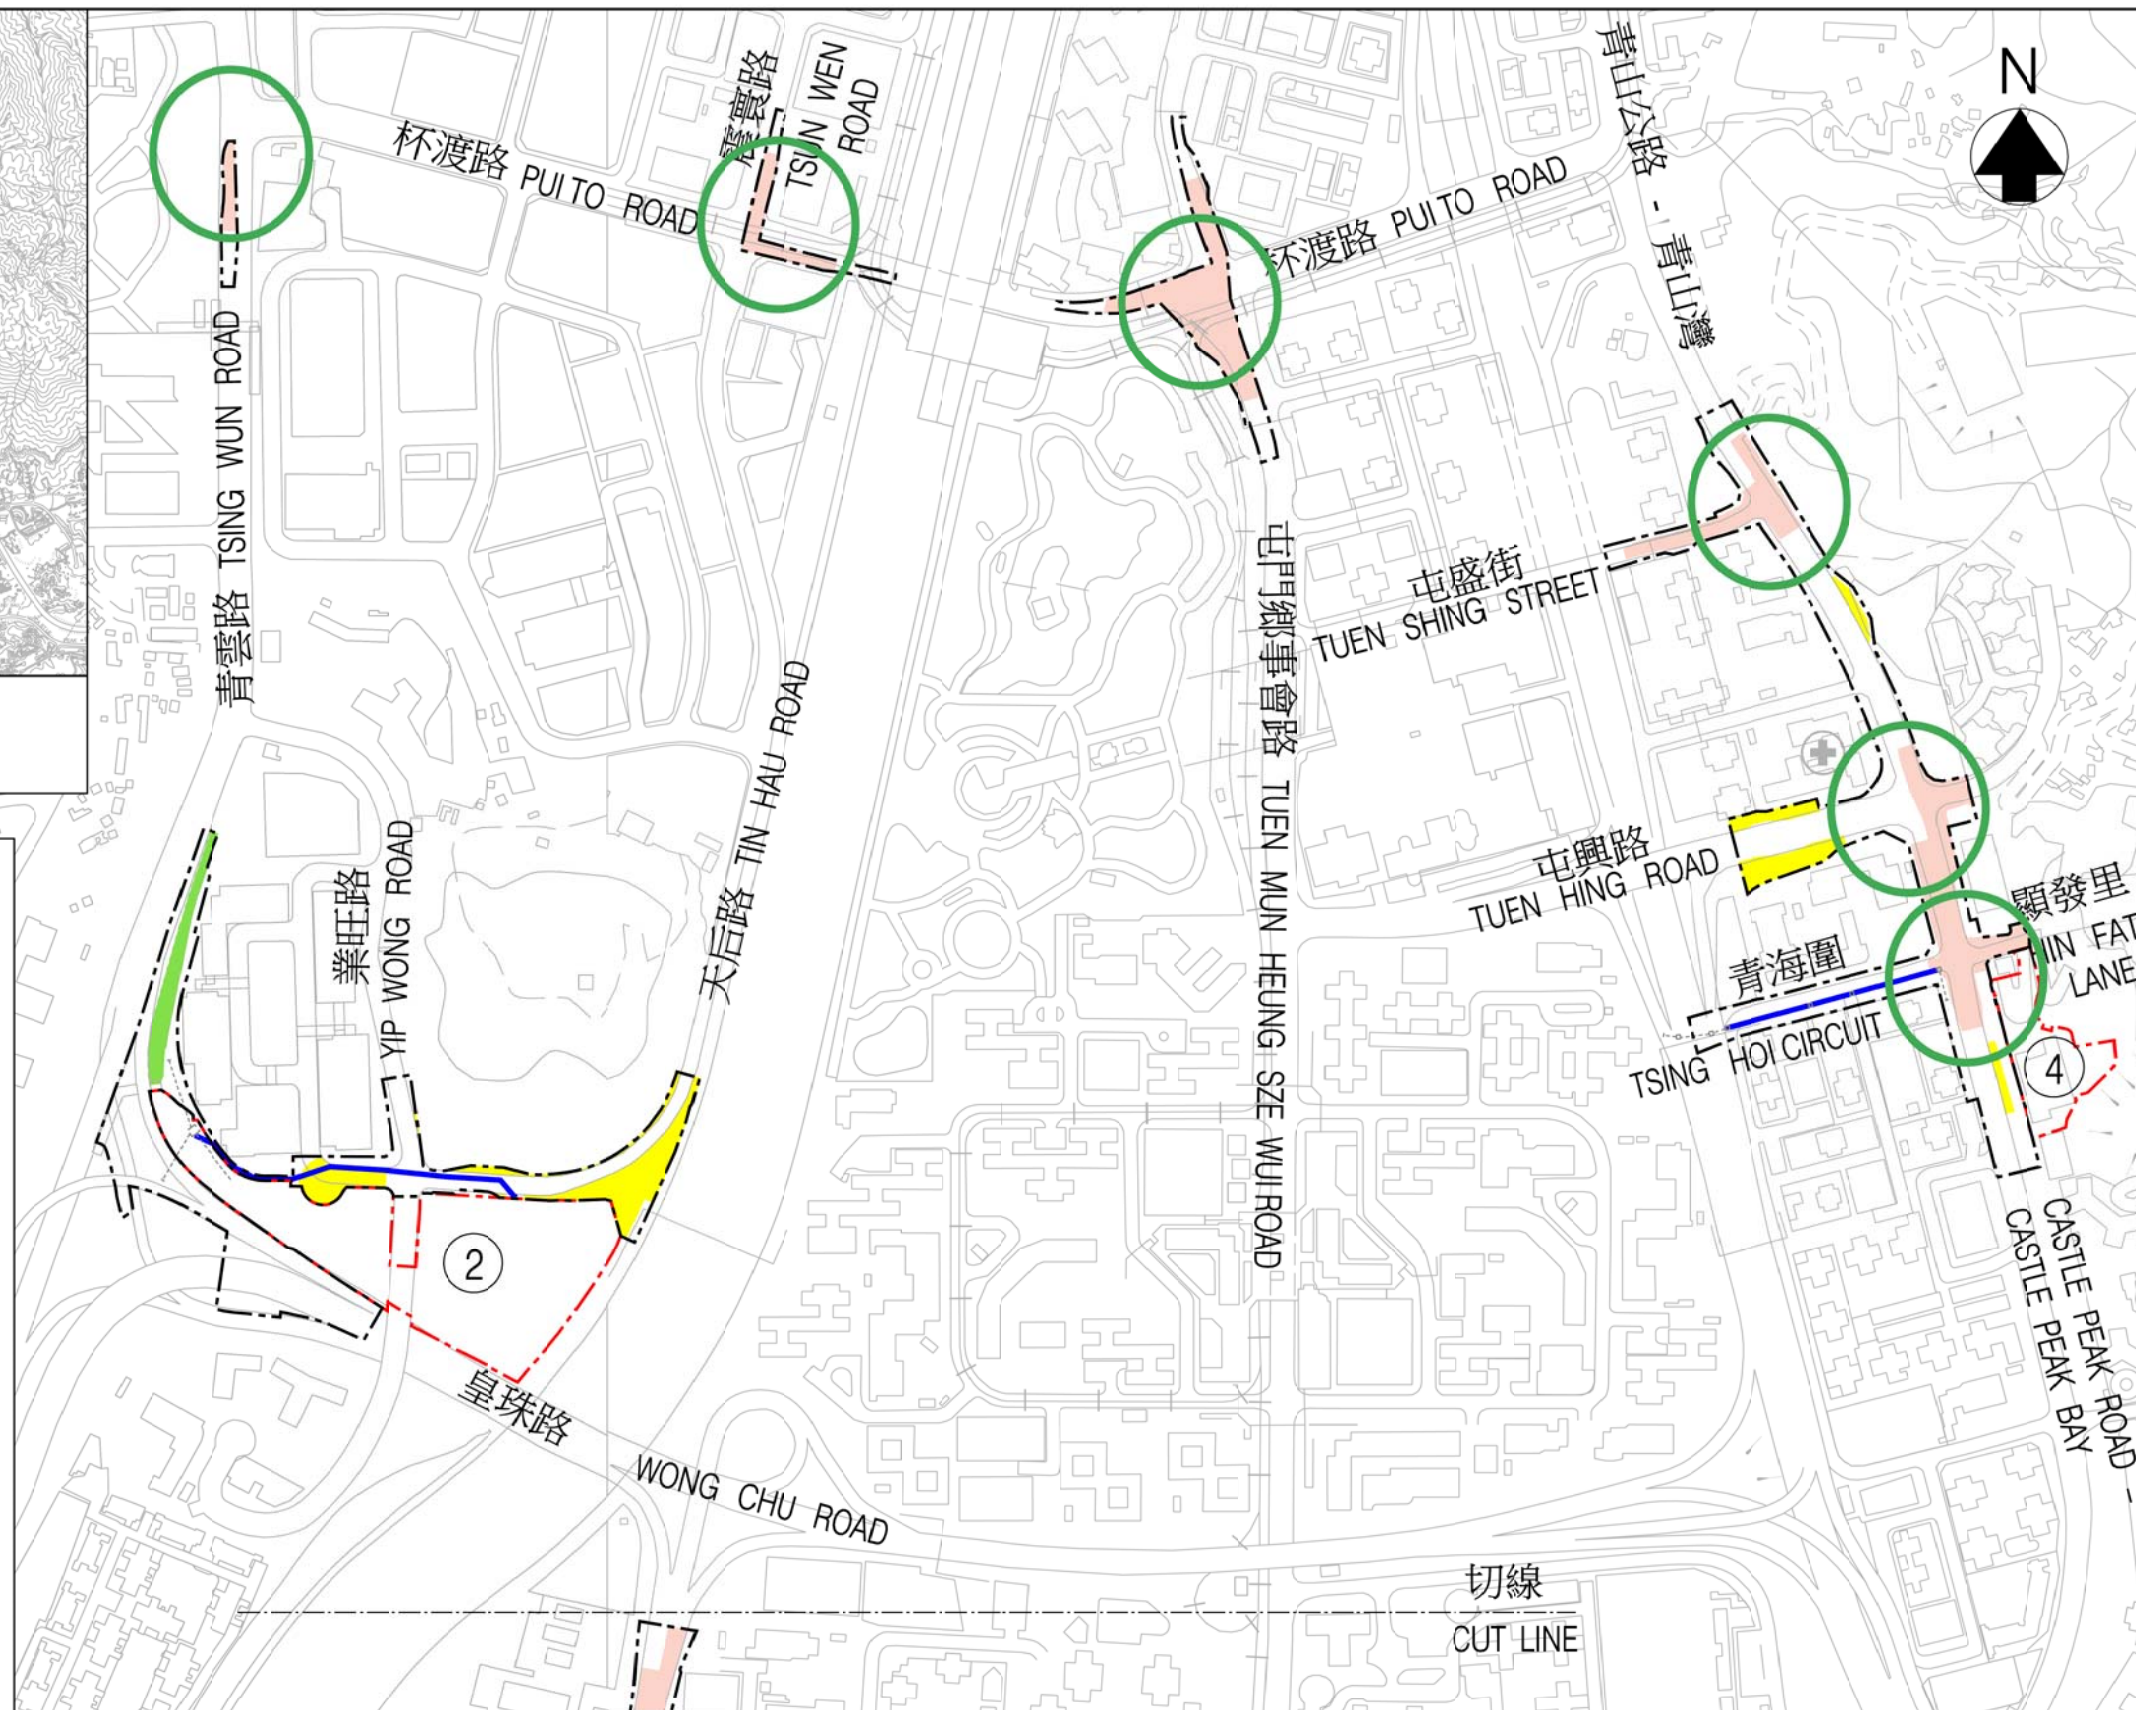 N
杯渡路 PUI TO ROAD
震寰路
TSUN WEN
ROAD
杯渡路 PUI TO ROAD
青山公路 - 青山灣
青雲路 TSING WUN ROAD
屯盛街
TUEN SHING STREET
屯門鄉事會路 TUEN MUN HEUNG SZE WUI ROAD
天后路 TIN HAU ROAD
業旺路
YIP WONG ROAD
屯興路
TUEN HING ROAD
顯發里
HIN FAT
LANE
青海圍
TSING HOI CIRCUIT
4
2
CASTLE PEAK ROAD -
CASTLE PEAK BAY
皇珠路
WONG CHU ROAD
切線
CUT LINE